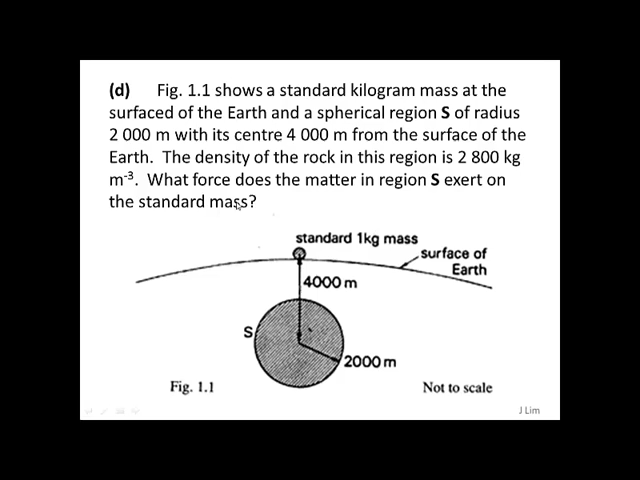 (d) Fig. 1.1 shows a standard kilogram mass at the
surfaced of the Earth and a spherical region S of radius
2 000 m with its centre 4 000 m from the surface of the
Earth. The density of the rock in this region is 2 800 kg
m⁻³. What force does the matter in region S exert on
the standard mass?
standard 1kg mass
surface of
Earth
4000 m
S
2000 m
Fig. 1.1
Not to scale
J Lim